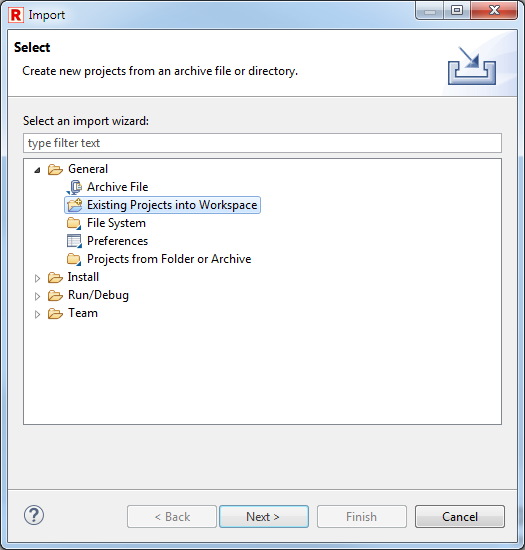 R Import
Select
Create new projects from an archive file or directory.
Select an import wizard:
type filter text
General
Archive File
Existing Projects into Workspace
File System
Preferences
Projects from Folder or Archive
Install
Run/Debug
Team
? < Back Next > Finish Cancel